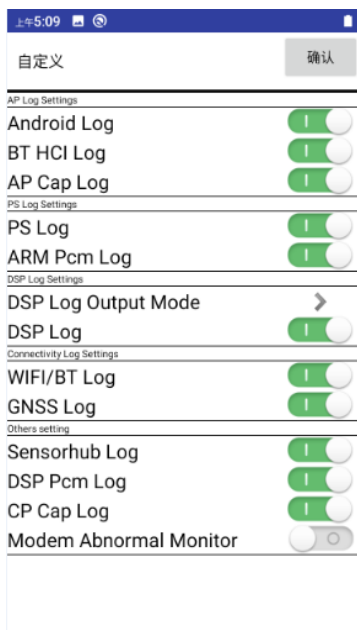 上午5:09
自定义
确认
AP Log Settings
Android Log
BT HCI Log
AP Cap Log
PS Log Settings
PS Log
ARM Pcm Log
DSP Log Settings
DSP Log Output Mode
DSP Log
Connectivity Log Settings
WIFI/BT Log
GNSS Log
Others setting
Sensorhub Log
DSP Pcm Log
CP Cap Log
Modem Abnormal Monitor